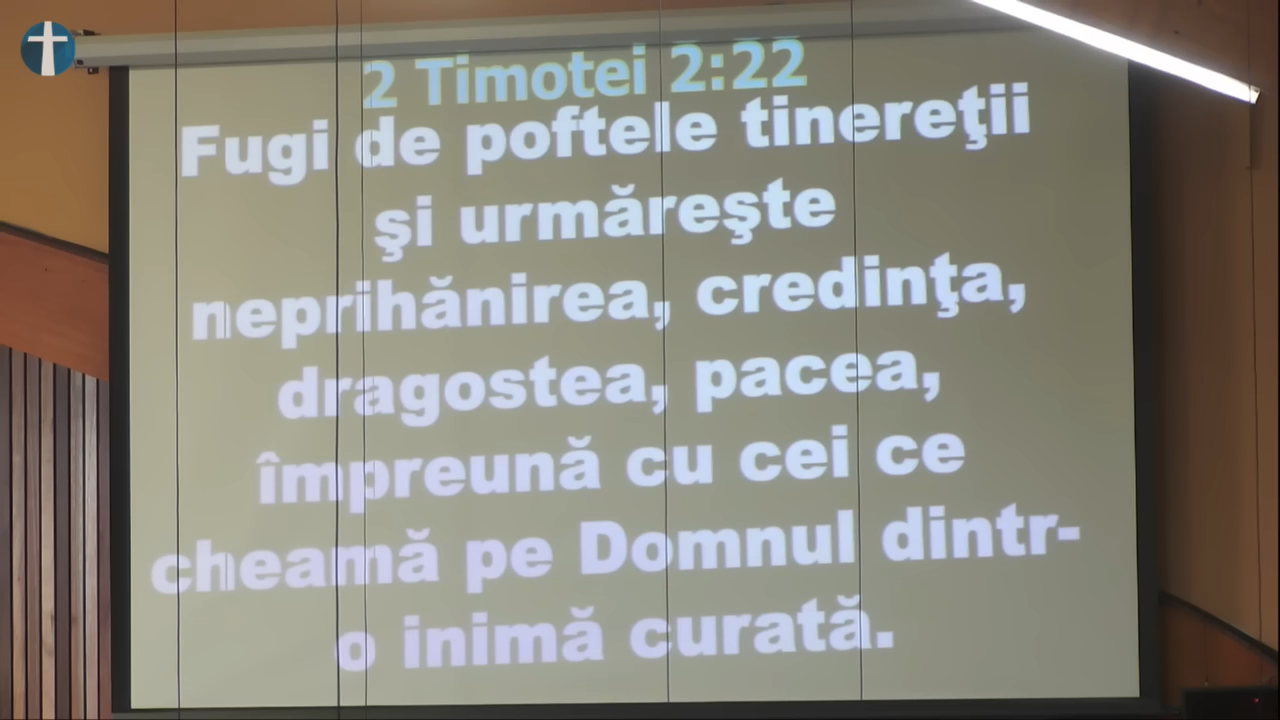 2 Timotei 2:22
Fugi de poftele tinereţii
şi urmăreşte
neprihănirea, credinţa,
dragostea, pacea,
împreună cu cei ce
cheamă pe Domnul dintr-
o inimă curată.